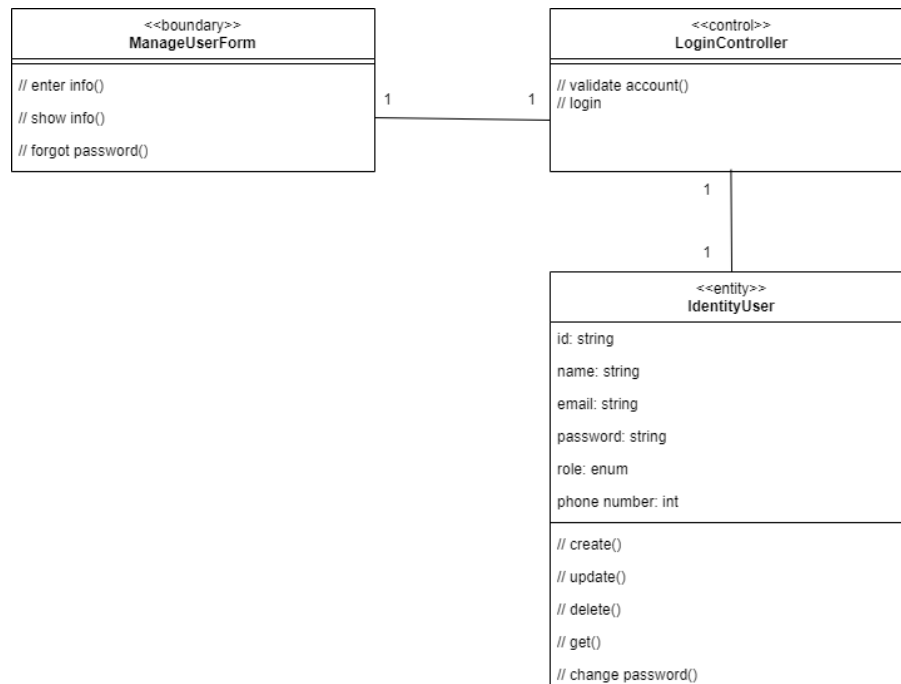 <<boundary>>
ManageUserForm
// enter info()
// show info()
// forgot password()
1
1
<<control>>
LoginController
// validate account()
// login
1
1
<<entity>>
IdentityUser
id: string
name: string
email: string
password: string
role: enum
phone number: int
// create()
// update()
// delete()
// get()
// change password()